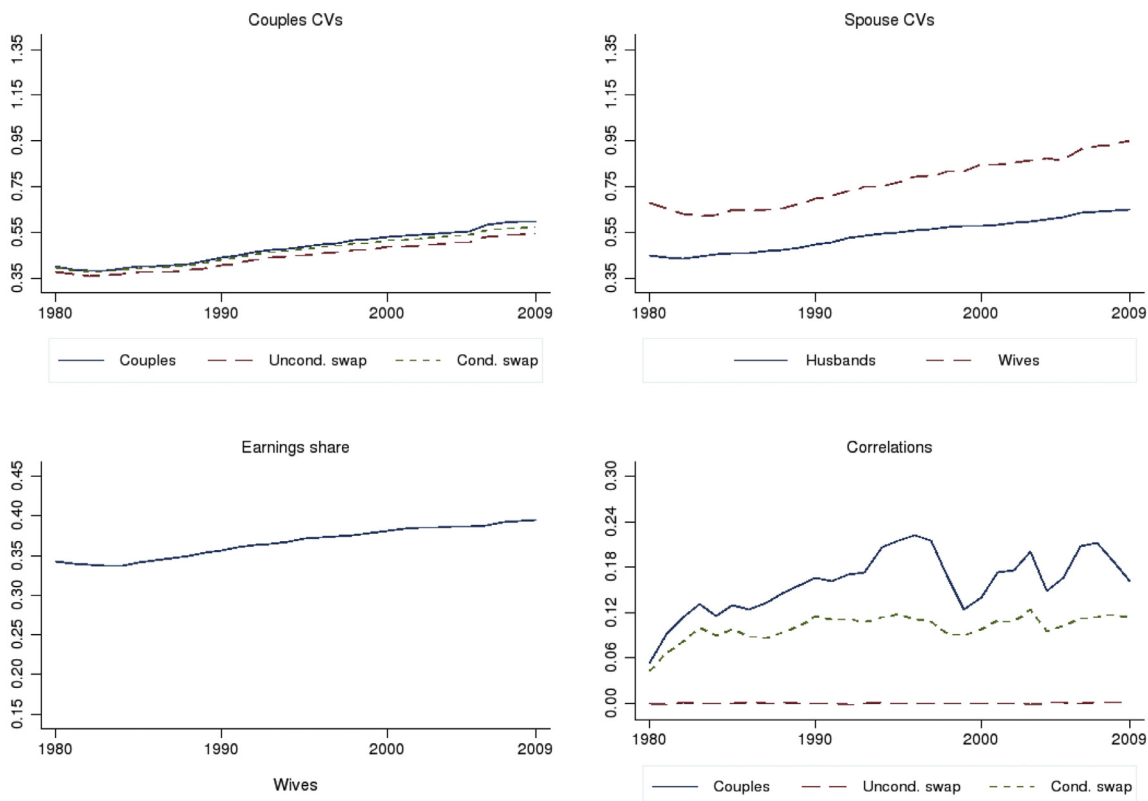 Couples CVs
1.35
1.15
0.95
0.75
0.55
0.35
1980 1990 2000 2009
Couples Uncond. swap Cond. swap
Spouse CVs
1.35
1.15
0.95
0.75
0.55
0.35
1980 1990 2000 2009
Husbands Wives
Earnings share
0.45
0.40
0.35
0.30
0.25
0.20
0.15
1980 1990 2000 2009
Wives
Correlations
0.30
0.24
0.18
0.12
0.06
0.00
1980 1990 2000 2009
Couples Uncond. swap Cond. swap